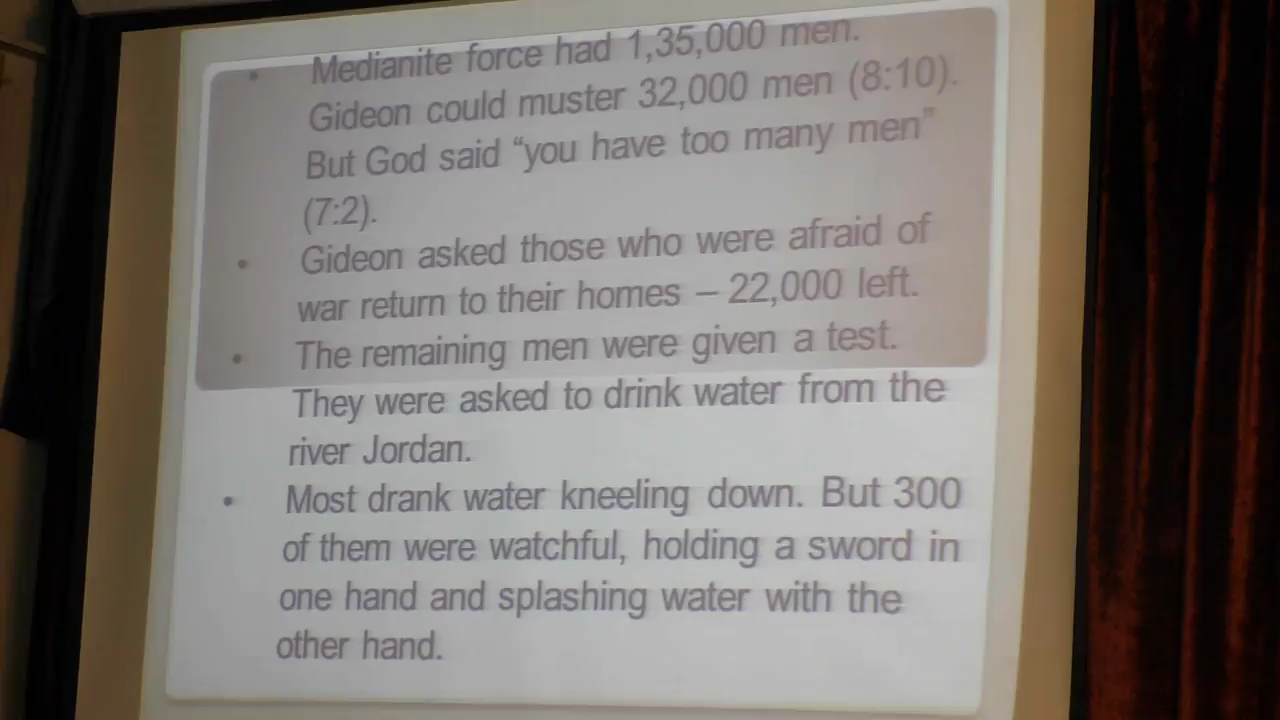 • Medianite force had 1,35,000 men.
Gideon could muster 32,000 men (8:10).
But God said “you have too many men”
(7:2).
• Gideon asked those who were afraid of
war return to their homes – 22,000 left.
• The remaining men were given a test.
They were asked to drink water from the
river Jordan.
• Most drank water kneeling down. But 300
of them were watchful, holding a sword in
one hand and splashing water with the
other hand.